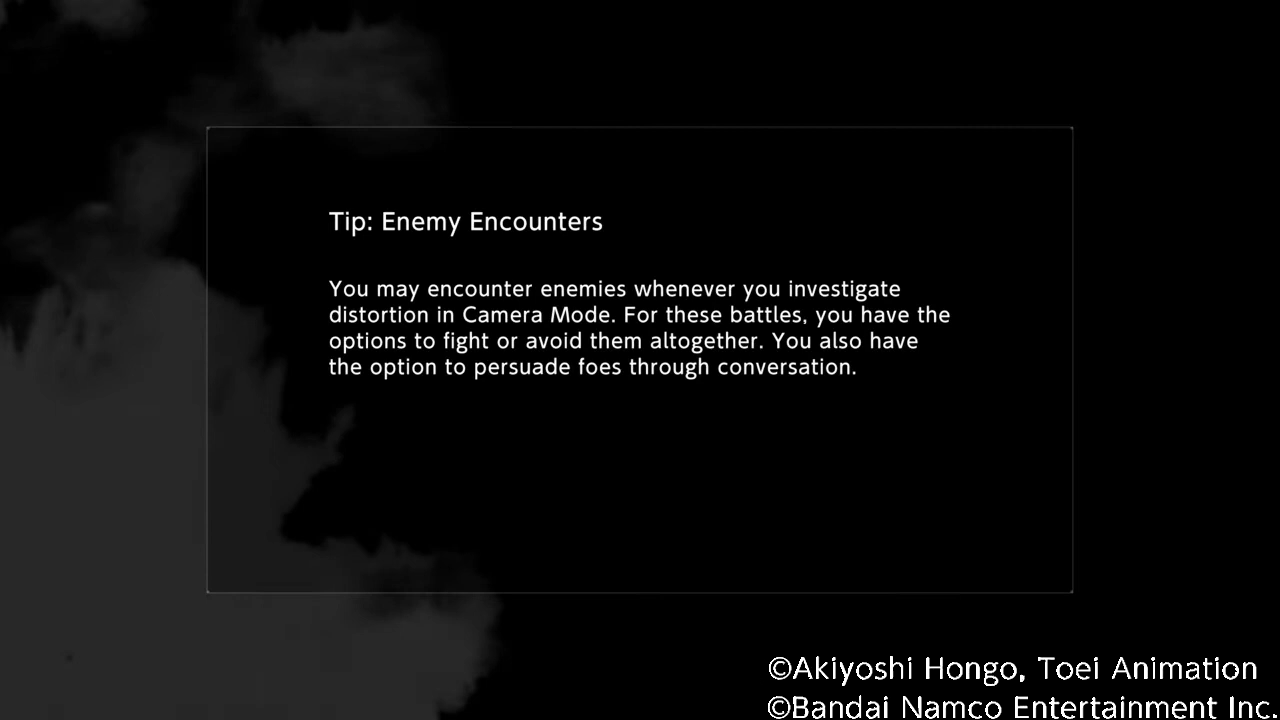 Tip: Enemy Encounters
You may encounter enemies whenever you investigate
distortion in Camera Mode. For these battles, you have the
options to fight or avoid them altogether. You also have
the option to persuade foes through conversation.
©Akiyoshi Hongo, Toei Animation
©Bandai Namco Entertainment Inc.